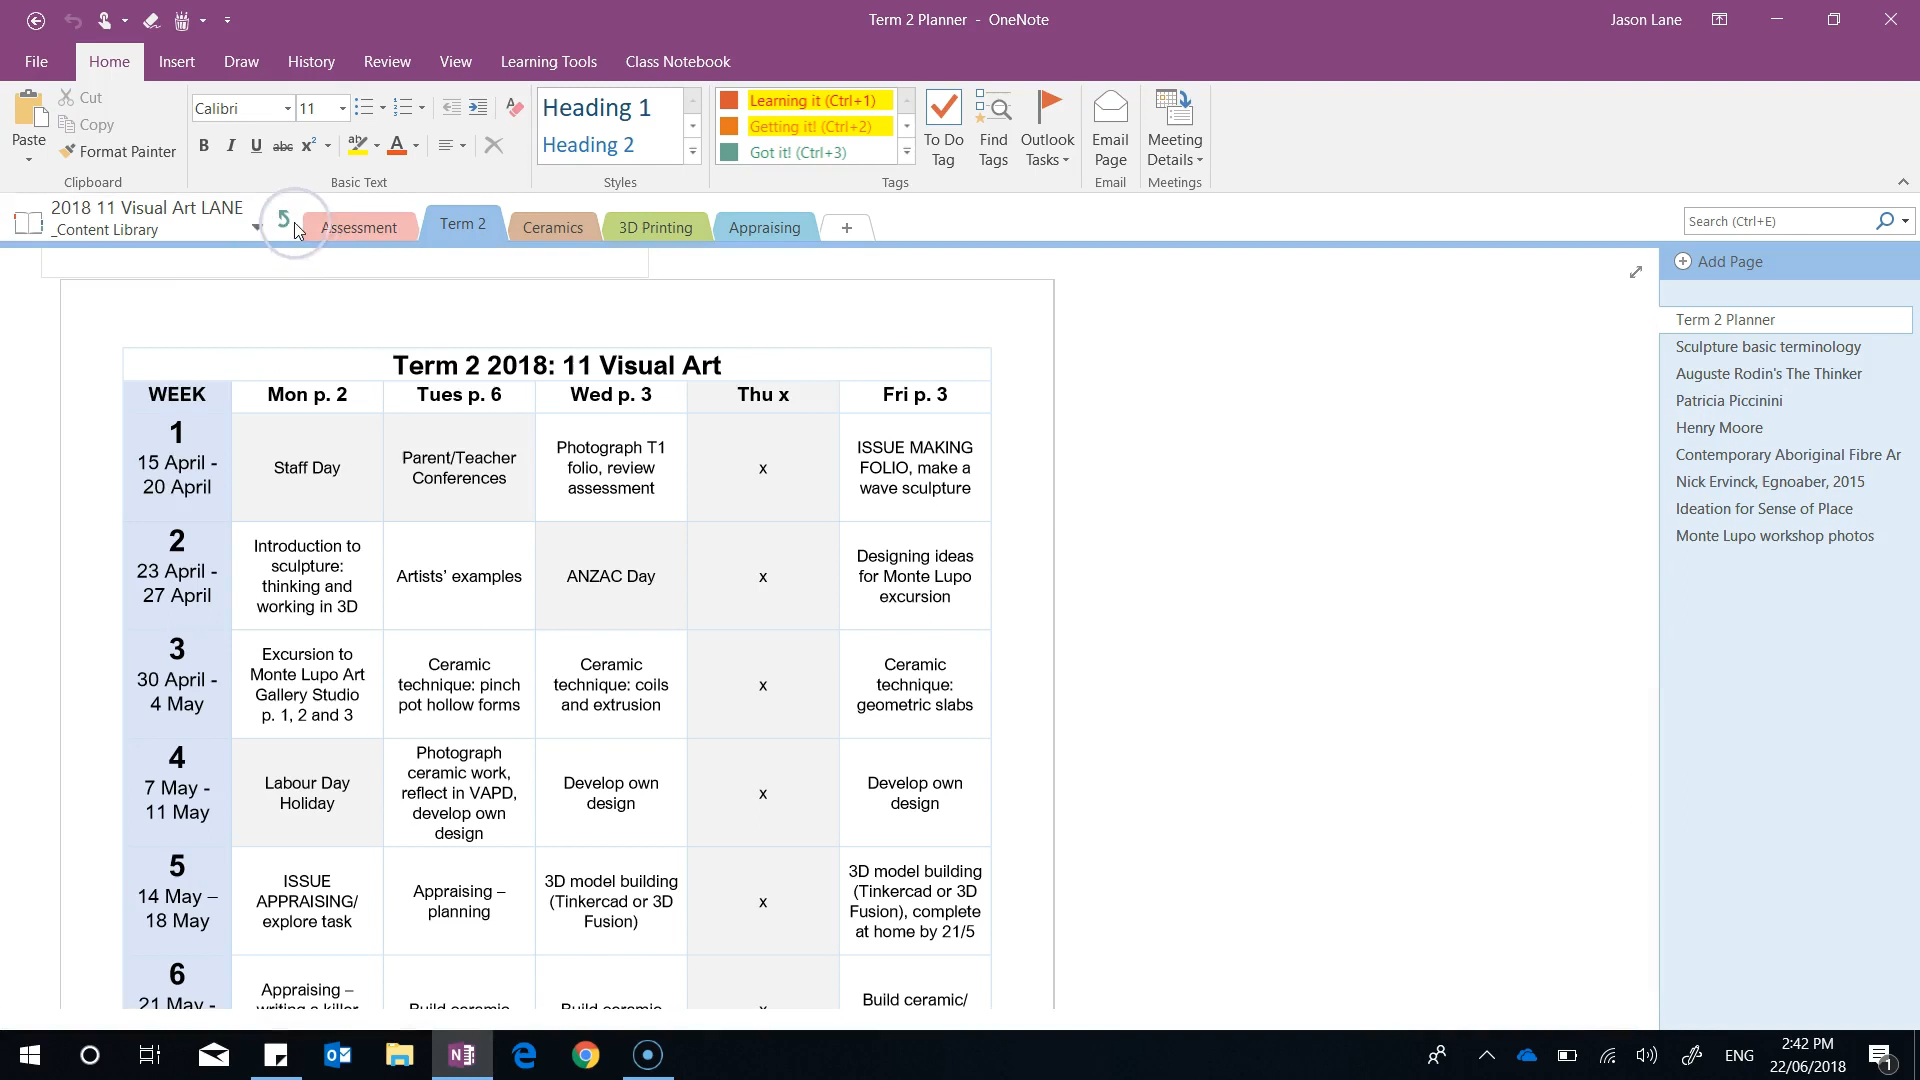 Term 2 Planner - OneNote
Jason Lane
File Home Insert Draw History Review View Learning Tools Class Notebook
Paste
Cut
Copy
Format Painter
Clipboard
Calibri 11
B I U abc x²
Basic Text
Heading 1
Heading 2
Styles
Learning it (Ctrl+1)
Getting it! (Ctrl+2)
Got it! (Ctrl+3)
Tags
To Do
Tag
Find
Tags
Outlook
Tasks
Email
Page
Email
Meeting
Details
Meetings
2018 11 Visual Art LANE
_Content Library
Assessment
Term 2
Ceramics
3D Printing
Appraising
+
Search (Ctrl+E)
Add Page
Term 2 Planner
Sculpture basic terminology
Auguste Rodin's The Thinker
Patricia Piccinini
Henry Moore
Contemporary Aboriginal Fibre Ar
Nick Ervinck, Egnoaber, 2015
Ideation for Sense of Place
Monte Lupo workshop photos
Term 2 2018: 11 Visual Art
WEEK Mon p. 2 Tues p. 6 Wed p. 3 Thu x Fri p. 3
1
15 April -
20 April
Staff Day
Parent/Teacher
Conferences
Photograph T1
folio, review
assessment
x
ISSUE MAKING
FOLIO, make a
wave sculpture
2
23 April -
27 April
Introduction to
sculpture:
thinking and
working in 3D
Artists’ examples
ANZAC Day
x
Designing ideas
for Monte Lupo
excursion
3
30 April -
4 May
Excursion to
Monte Lupo Art
Gallery Studio
p. 1, 2 and 3
Ceramic
technique: pinch
pot hollow forms
Ceramic
technique: coils
and extrusion
x
Ceramic
technique:
geometric slabs
4
7 May -
11 May
Labour Day
Holiday
Photograph
ceramic work,
reflect in VAPD,
develop own
design
Develop own
design
x
Develop own
design
5
14 May –
18 May
ISSUE
APPRAISING/
explore task
Appraising –
planning
3D model building
(Tinkercad or 3D
Fusion)
x
3D model building
(Tinkercad or 3D
Fusion), complete
at home by 21/5
6
21 May -
Appraising –
writing a killer
Build ceramic
Build ceramic
x
Build ceramic/
ENG
2:42 PM
22/06/2018
1